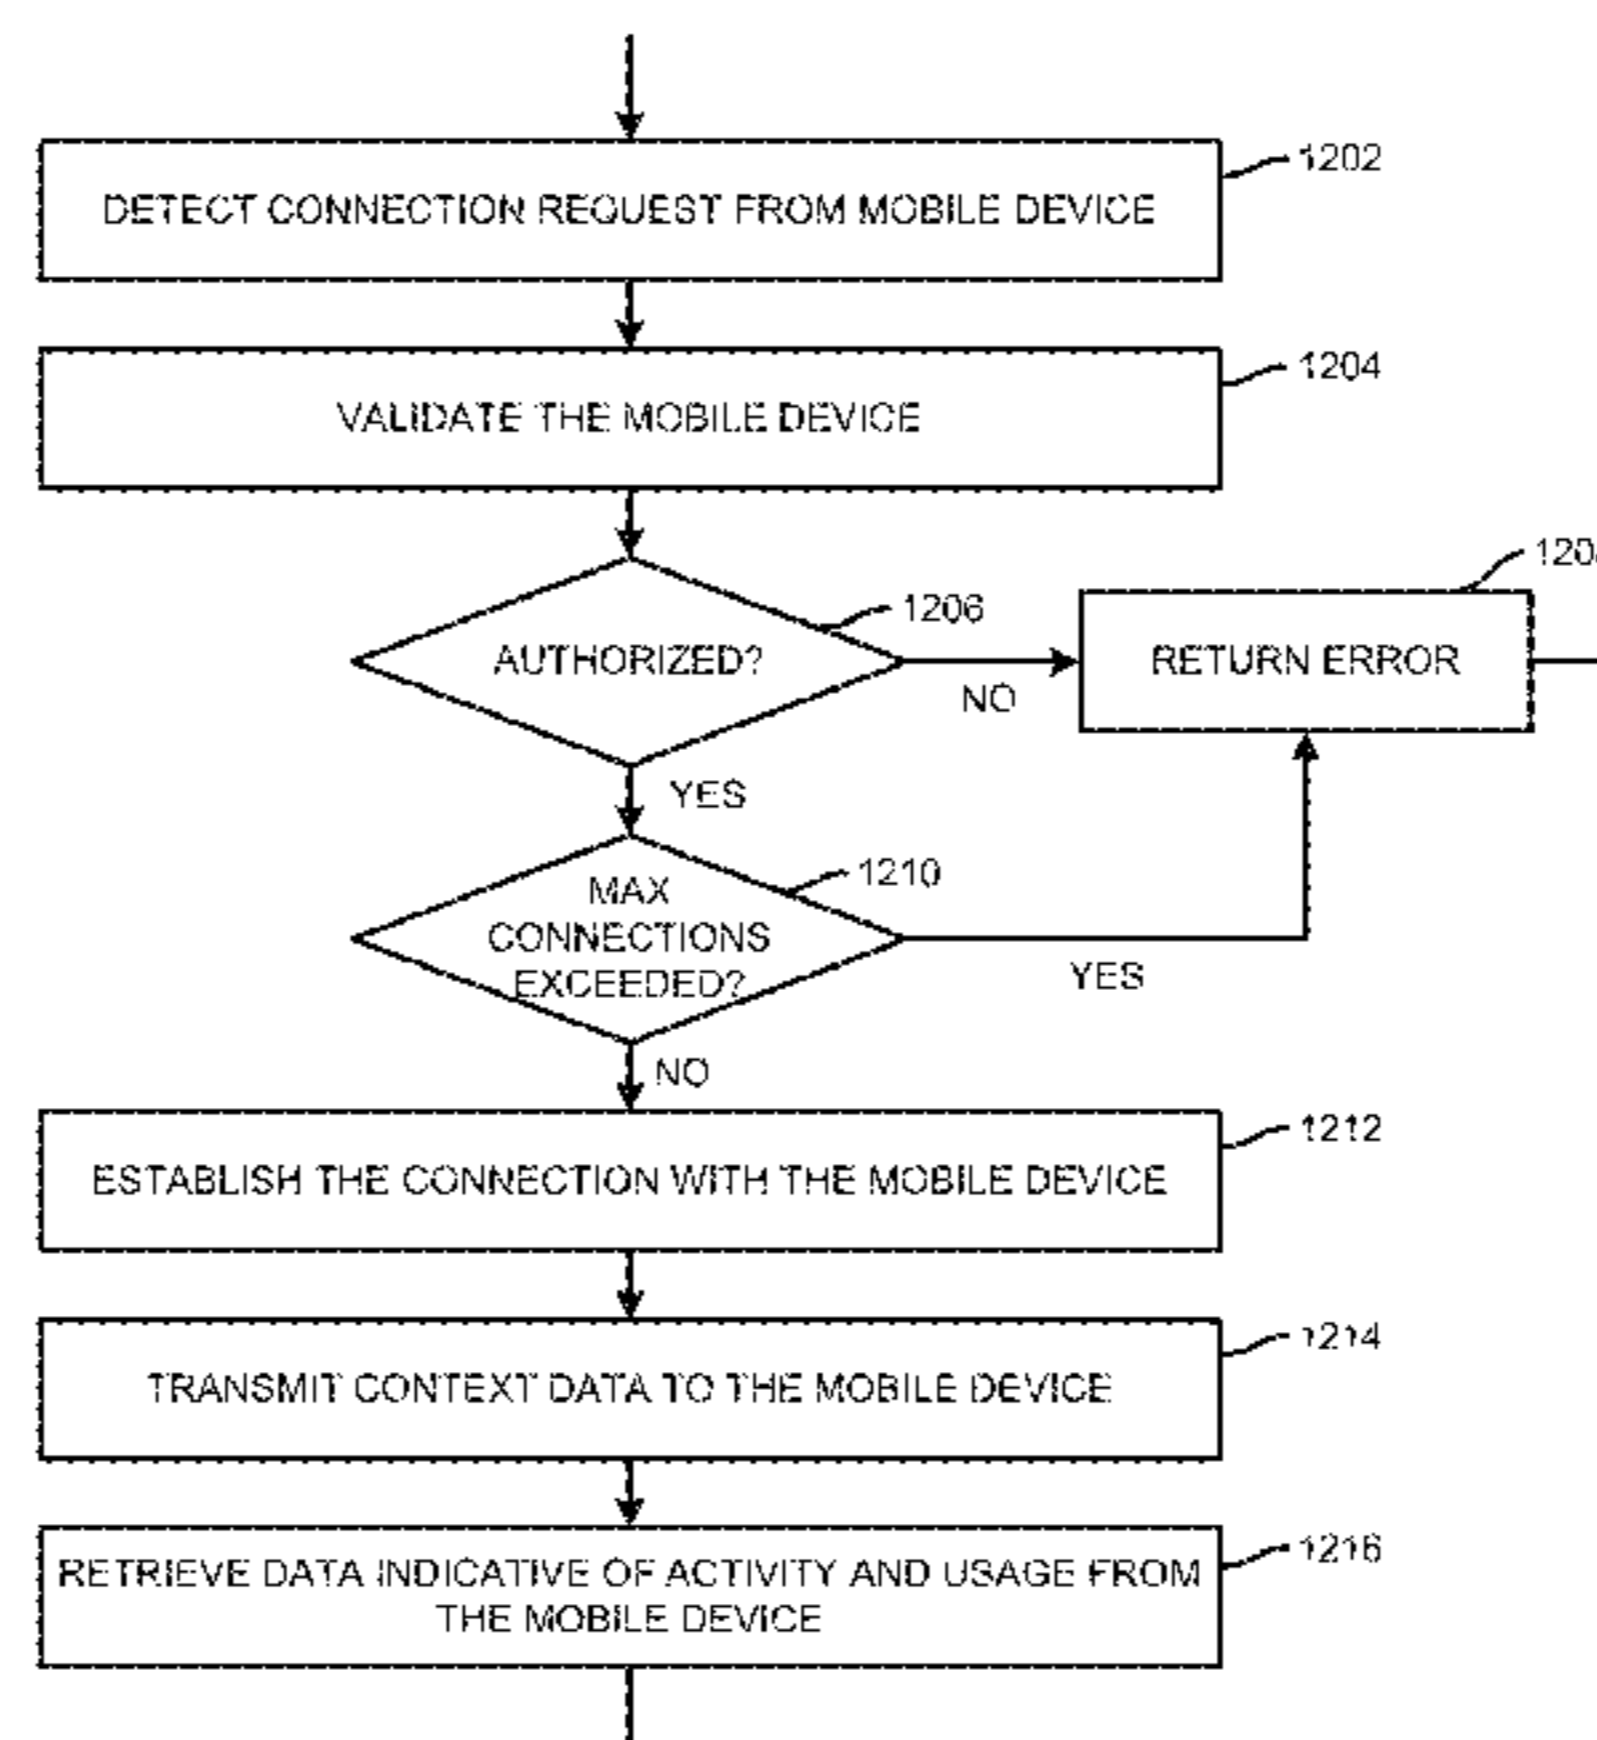 1202
DETECT CONNECTION REQUEST FROM MOBILE DEVICE
1204
VALIDATE THE MOBILE DEVICE
1206
AUTHORIZED?
NO
RETURN ERROR
YES
1210
MAX
CONNECTIONS
EXCEEDED?
YES
NO
1212
ESTABLISH THE CONNECTION WITH THE MOBILE DEVICE
1214
TRANSMIT CONTEXT DATA TO THE MOBILE DEVICE
1216
RETRIEVE DATA INDICATIVE OF ACTIVITY AND USAGE FROM
THE MOBILE DEVICE